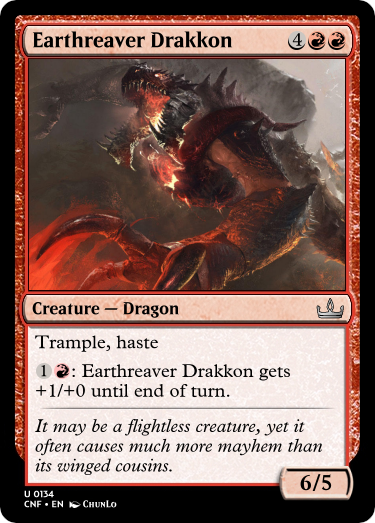 Earthreaver Drakkon 4
Creature — Dragon
Trample, haste
1: Earthreaver Drakkon gets
+1/+0 until end of turn.
It may be a flightless creature, yet it
often causes much more mayhem than
its winged cousins.
6/5
U 0134
CNF • EN ChunLo